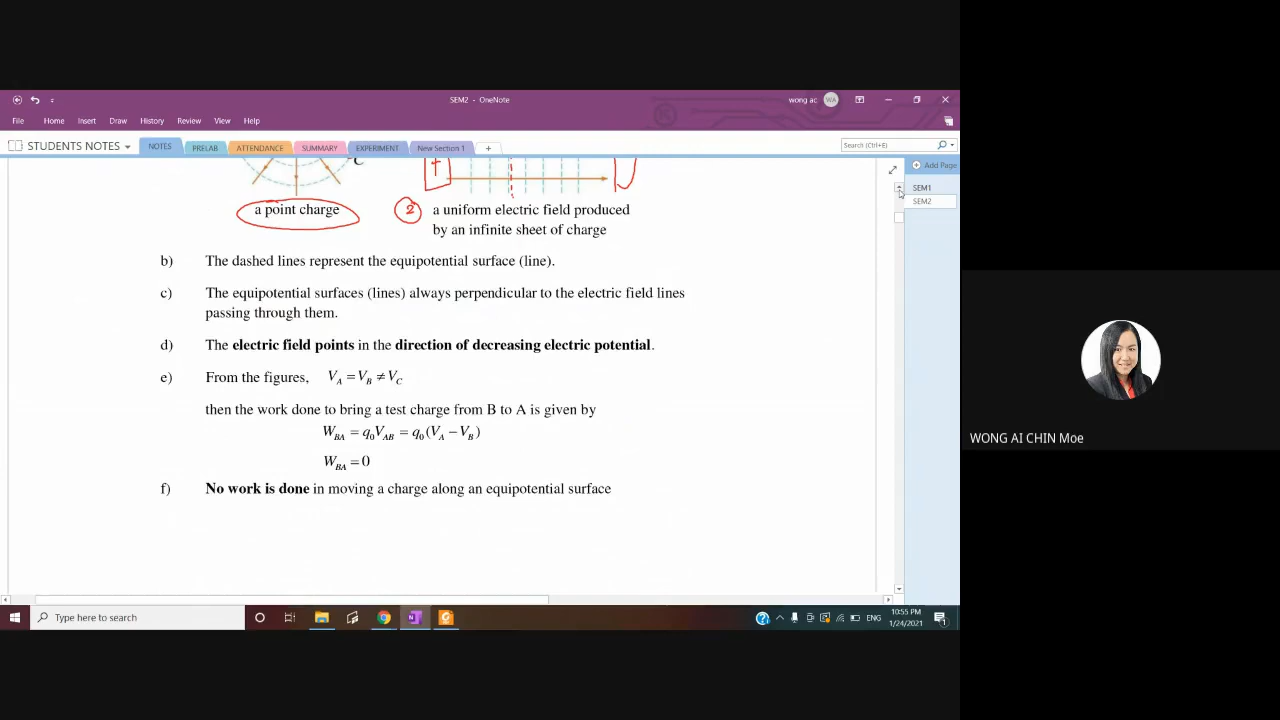 SEM2 - OneNote
wong ac WA
File Home Insert Draw History Review View Help
STUDENTS NOTES
NOTES PRELAB ATTENDANCE SUMMARY EXPERIMENT New Section 1 +
Search (Ctrl+E)
Add Page
SEM1
SEM2
C
+
a point charge
2 a uniform electric field produced
by an infinite sheet of charge
b) The dashed lines represent the equipotential surface (line).
c) The equipotential surfaces (lines) always perpendicular to the electric field lines
passing through them.
d) The electric field points in the direction of decreasing electric potential.
e) From the figures, V_A = V_B ≠ V_C
then the work done to bring a test charge from B to A is given by
W_BA = q_0 V_AB = q_0 (V_A − V_B)
W_BA = 0
f) No work is done in moving a charge along an equipotential surface
WONG AI CHIN Moe
Type here to search
ENG
10:55 PM
1/24/2021
1